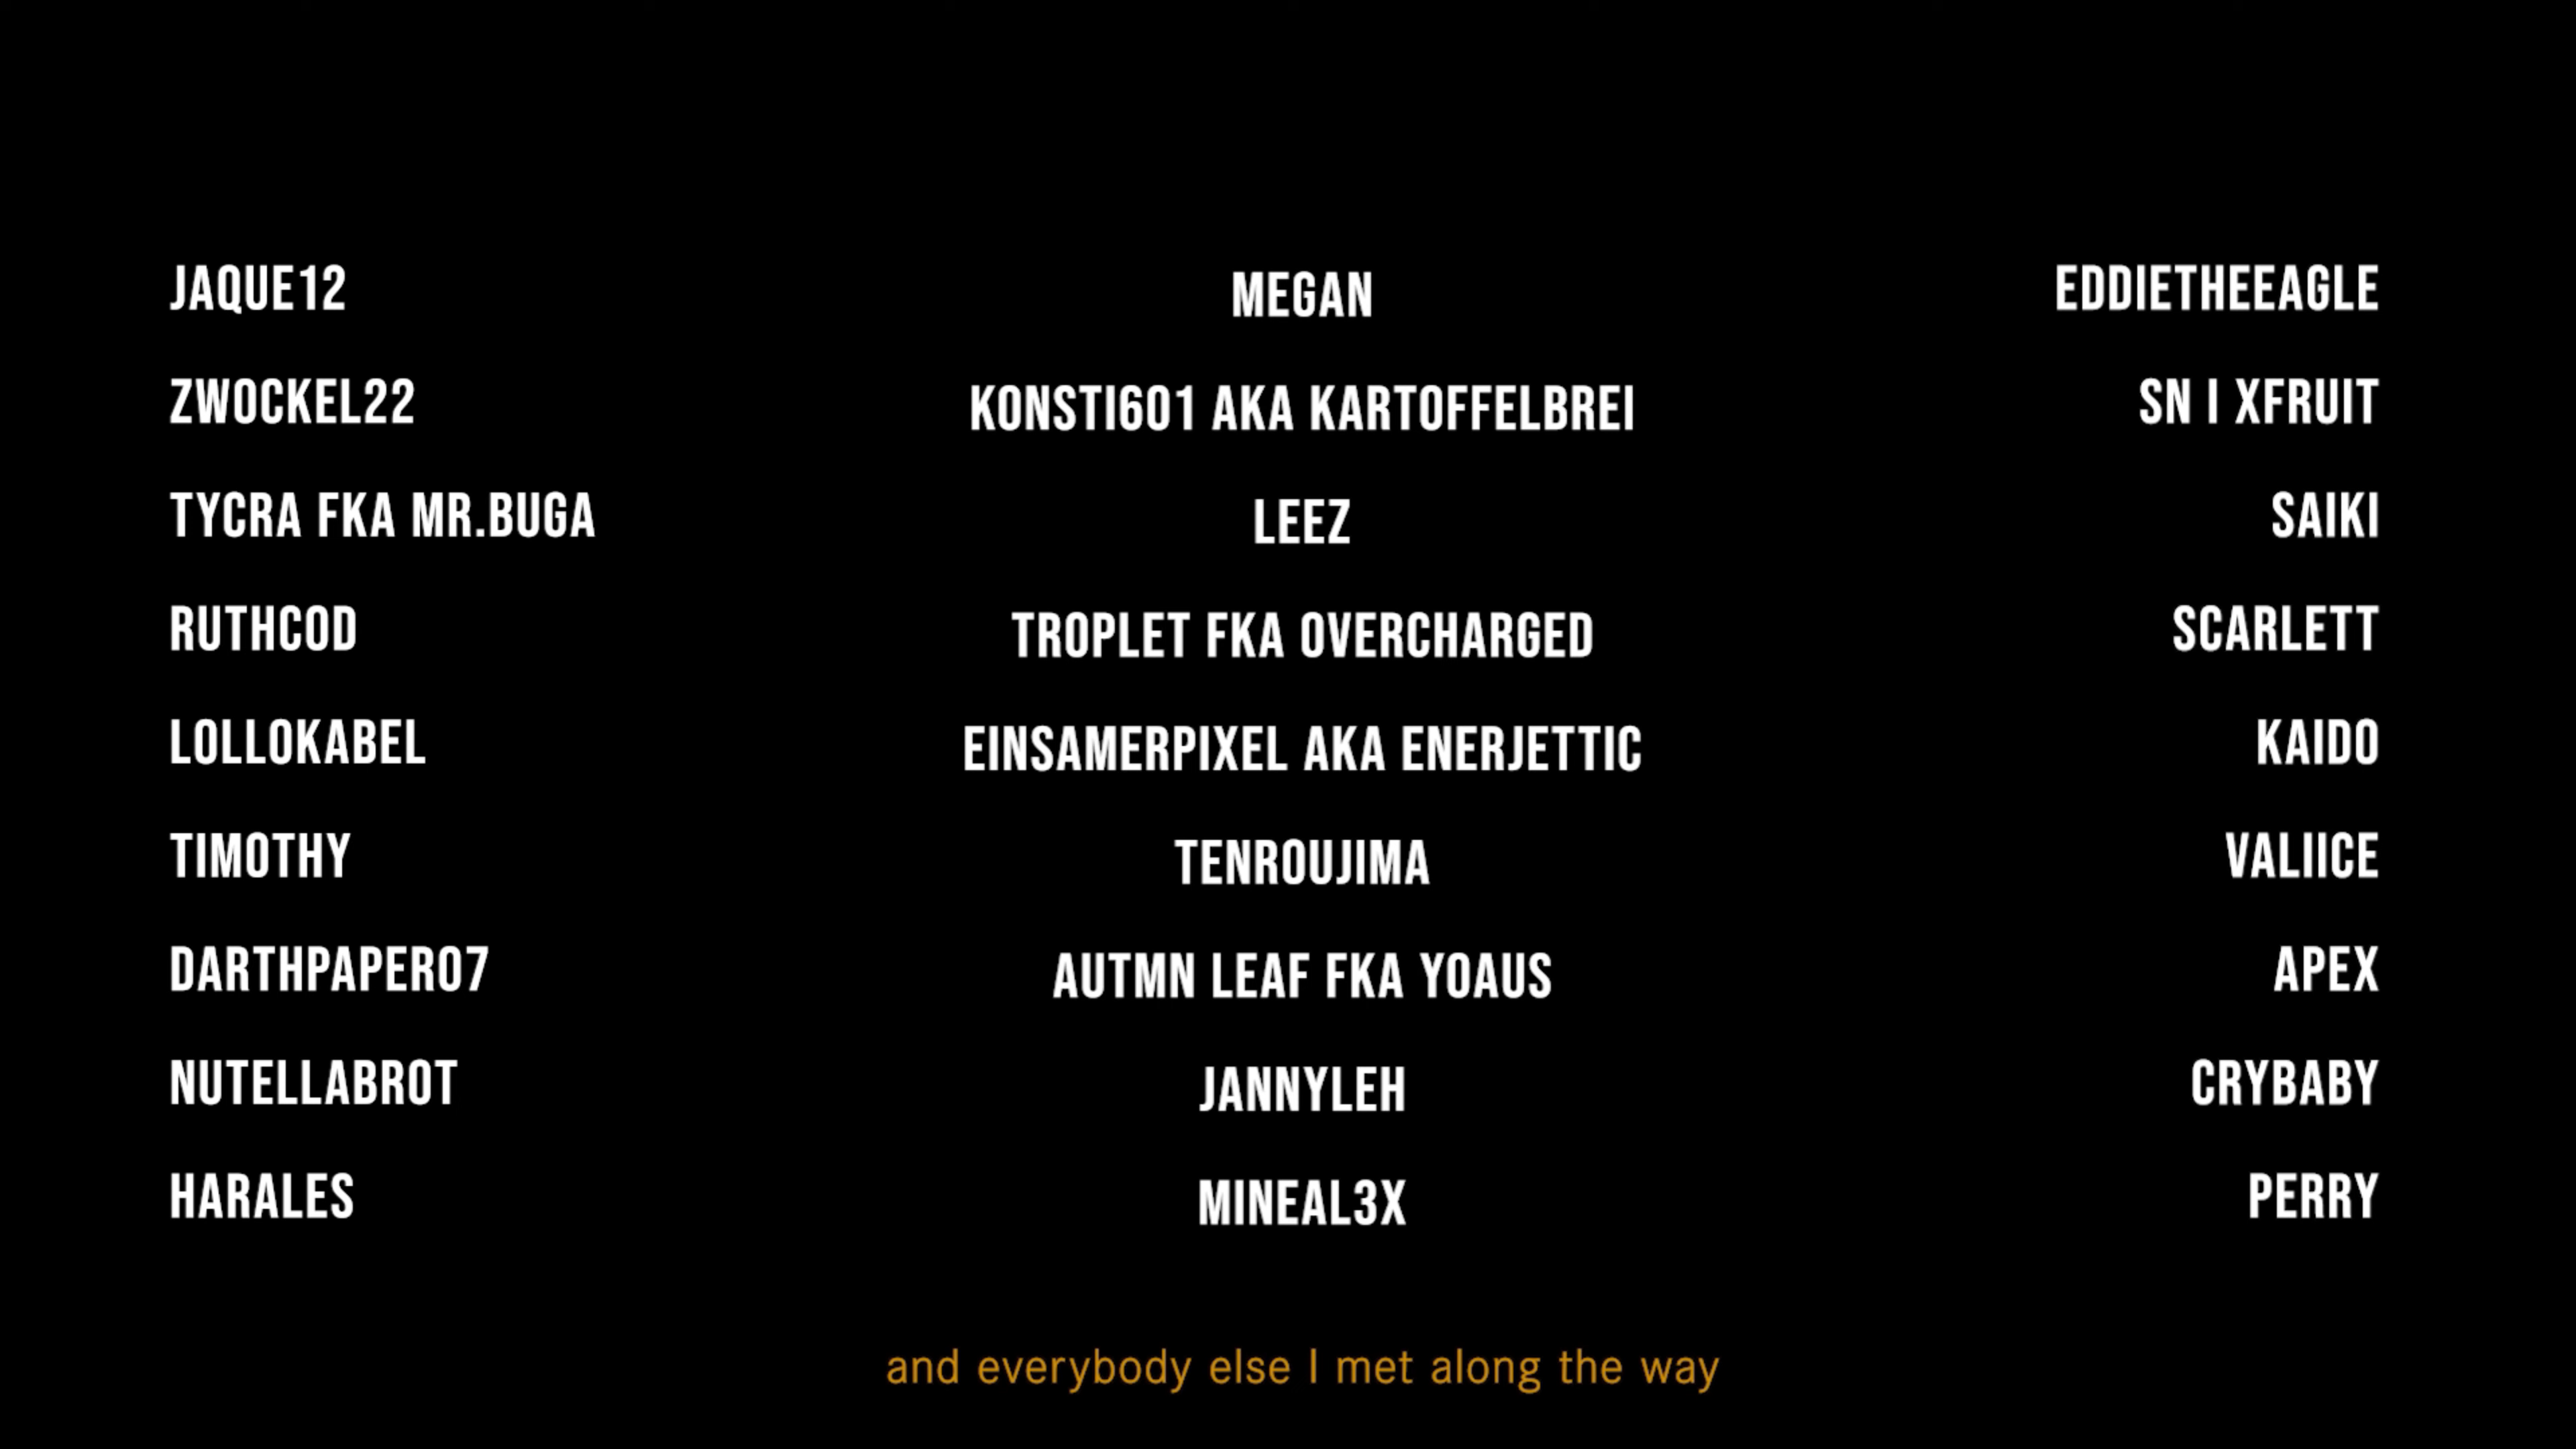 JAQUE12
ZWOCKEL22
TYCRA FKA MR.BUGA
RUTHCOD
LOLLOKABEL
TIMOTHY
DARTHPAPER07
NUTELLABROT
HARALES
MEGAN
KONSTI601 AKA KARTOFFELBREI
LEEZ
TROPLET FKA OVERCHARGED
EINSAMERPIXEL AKA ENERJETTIC
TENROUJIMA
AUTMN LEAF FKA YOAUS
JANNYLEH
MINEAL3X
EDDIETHEEAGLE
SN I XFRUIT
SAIKI
SCARLETT
KAIDO
VALIICE
APEX
CRYBABY
PERRY
and everybody else I met along the way